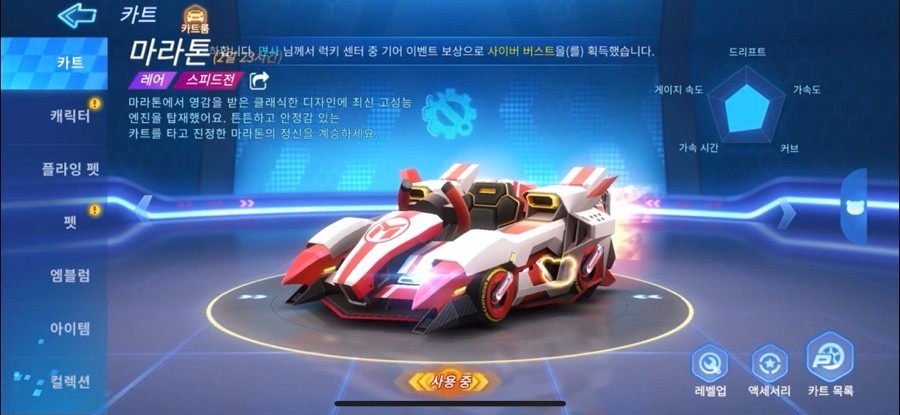 카트
카트룸
하합니다. 면사 님께서 럭키 센터 중 기어 이벤트 보상으로 사이버 버스트을(를) 획득했습니다.
마라톤 (2일 23시간)
레어
스피드전
마라톤에서 영감을 받은 클래식한 디자인에 최신 고성능
엔진을 탑재했어요. 튼튼하고 안정감 있는
카트를 타고 진정한 마라톤의 정신을 계승하세요.
드리프트
게이지 속도
가속도
가속 시간
커브
카트
캐릭터
플라잉 펫
펫
엠블럼
아이템
컬렉션
사용 중
레벨업
액세서리
카트 목록